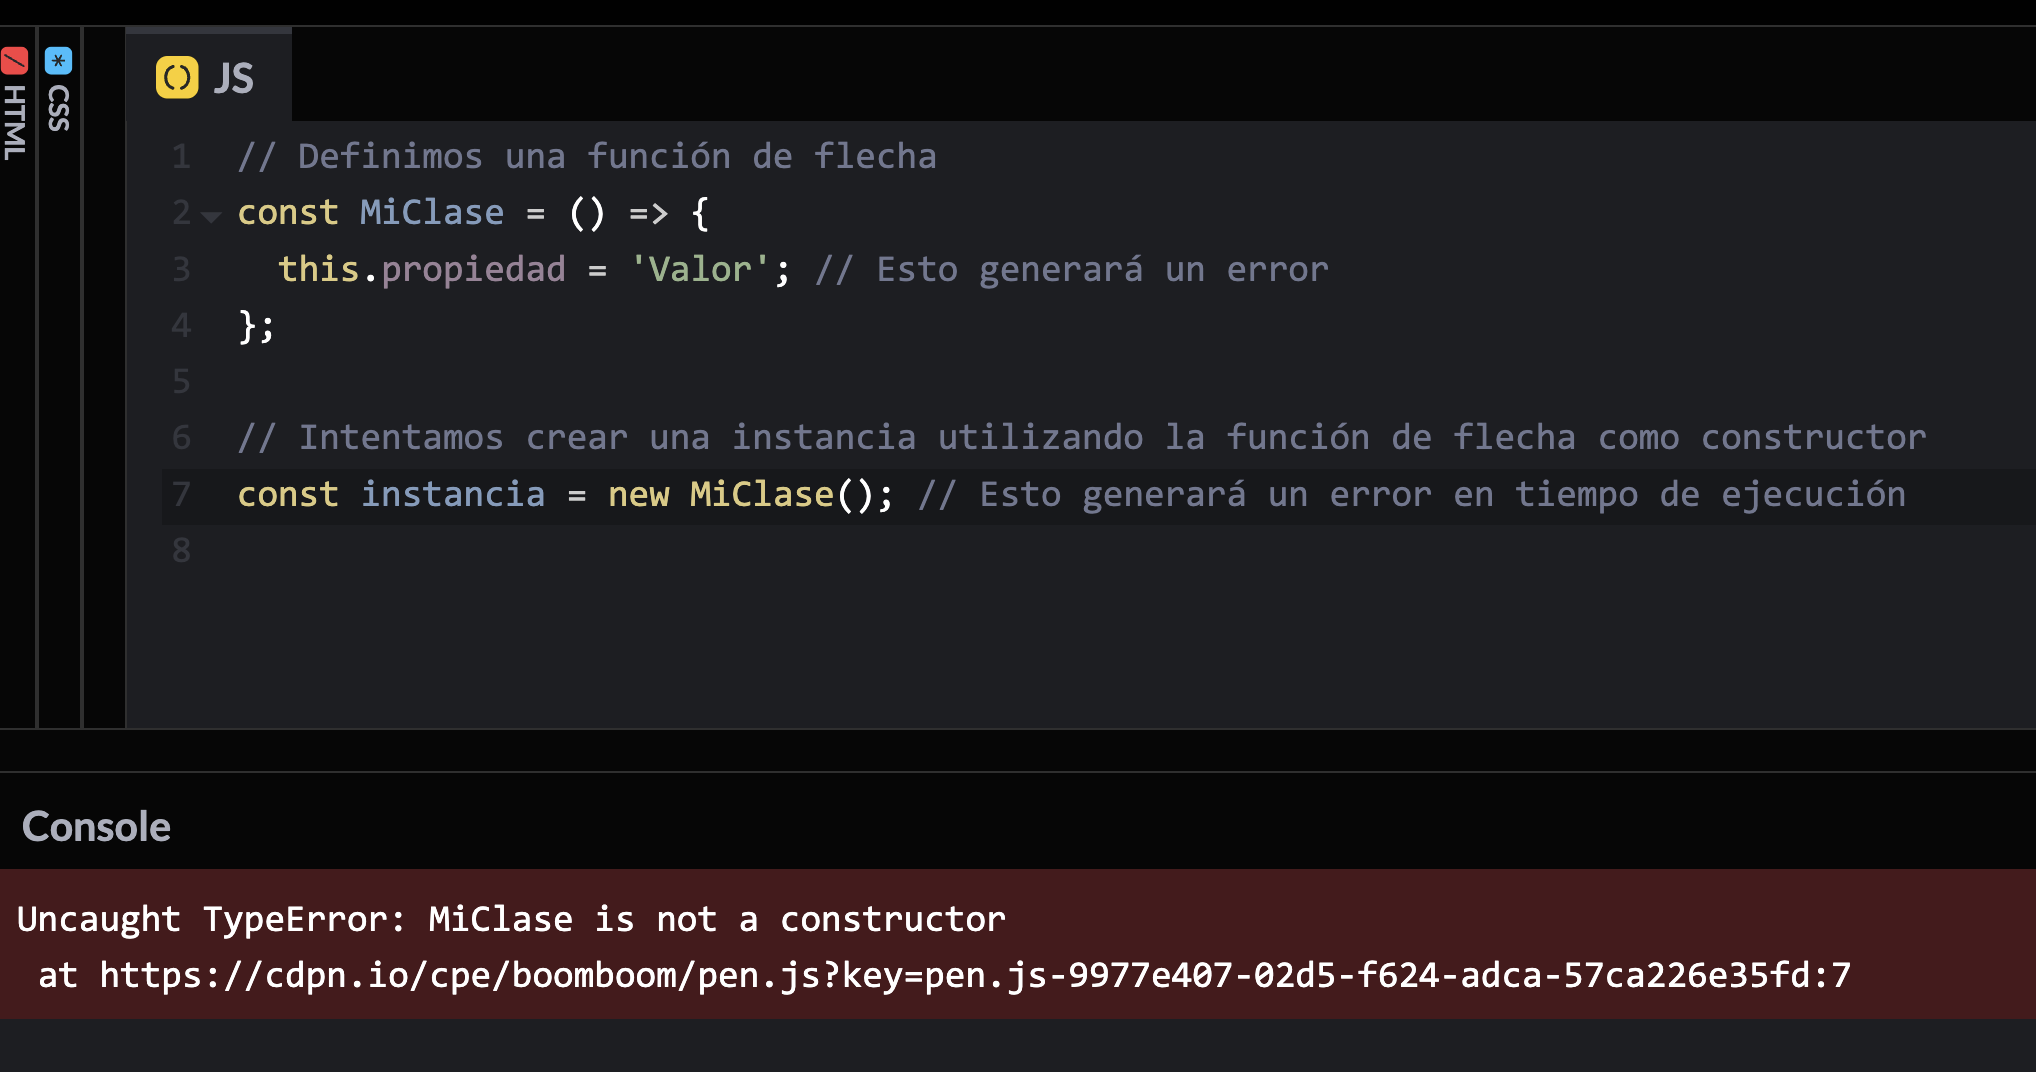 HTML
* CSS
() JS
1 // Definimos una función de flecha
2 const MiClase = () => {
3 this.propiedad = 'Valor'; // Esto generará un error
4 };
5
6 // Intentamos crear una instancia utilizando la función de flecha como constructor
7 const instancia = new MiClase(); // Esto generará un error en tiempo de ejecución
8
Console
Uncaught TypeError: MiClase is not a constructor
at https://cdpn.io/cpe/boomboom/pen.js?key=pen.js-9977e407-02d5-f624-adca-57ca226e35fd:7